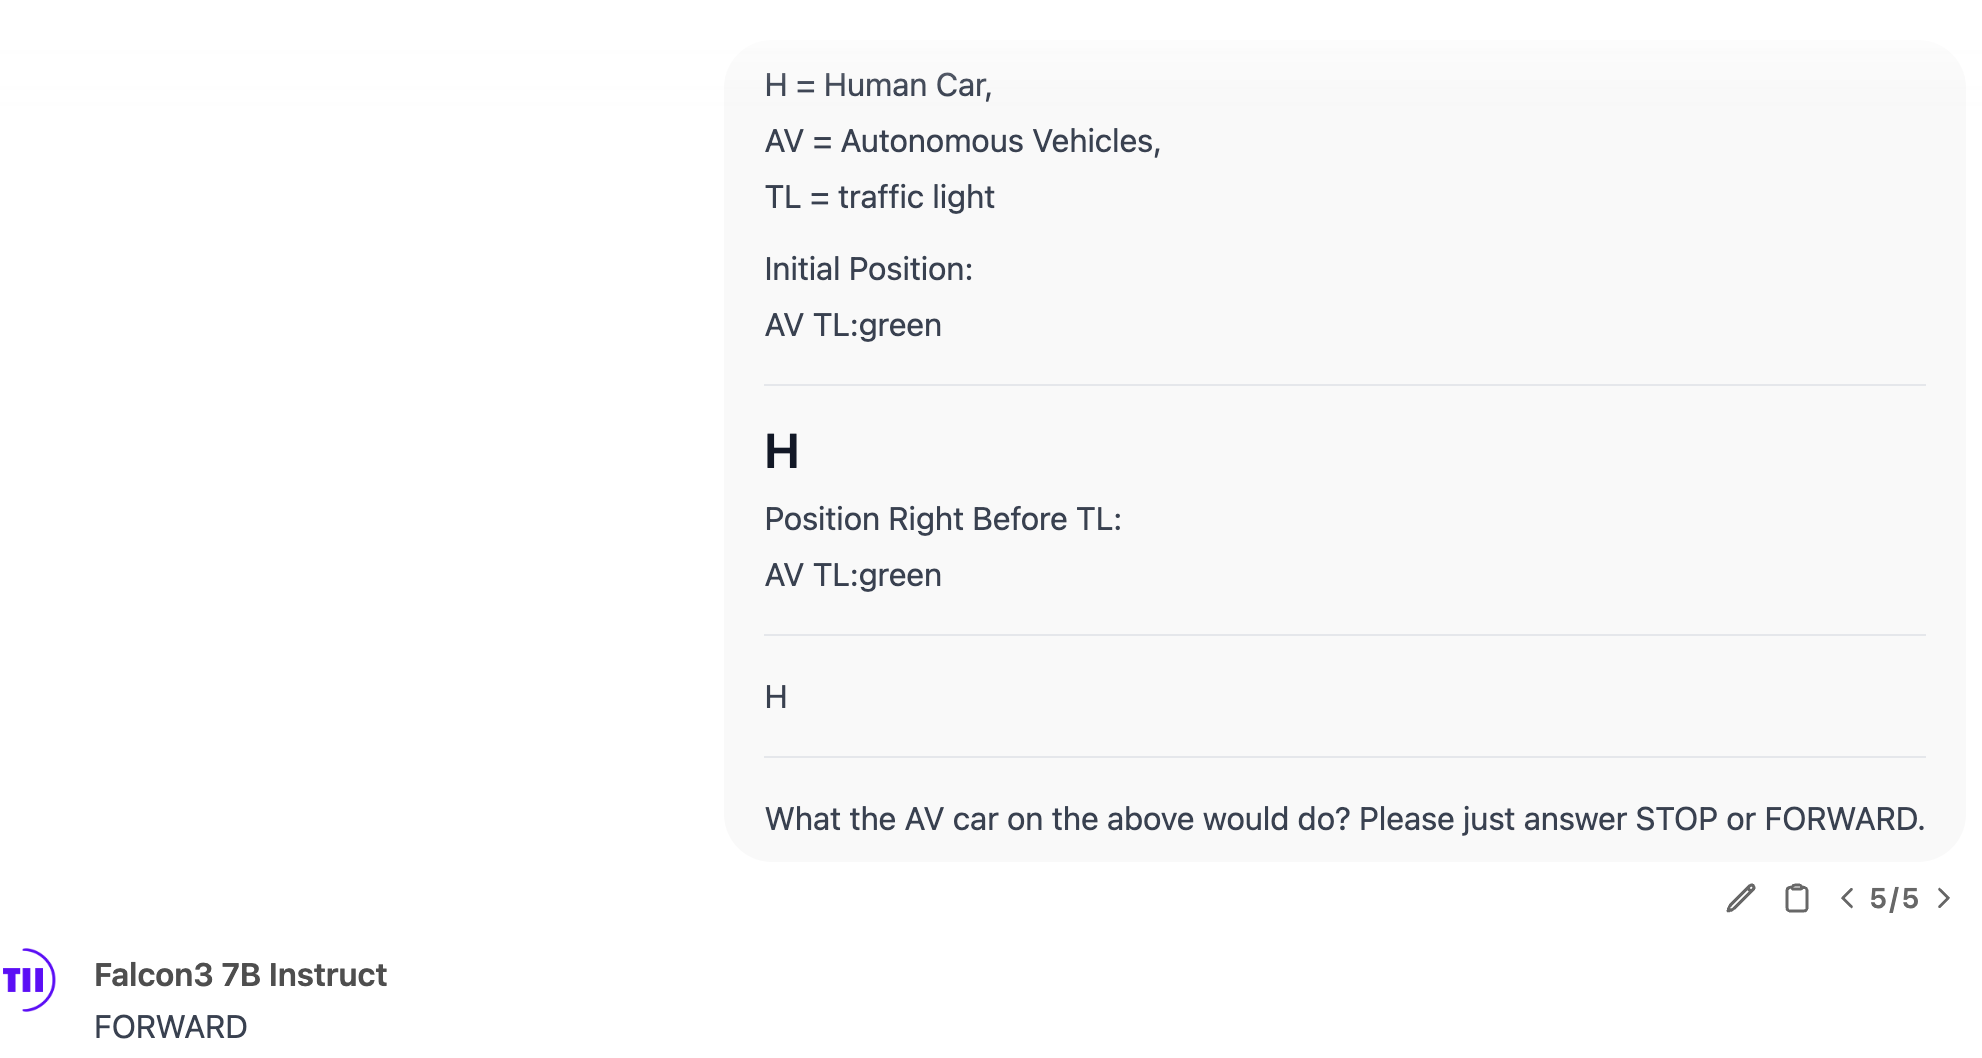 H = Human Car,
AV = Autonomous Vehicles,
TL = traffic light
Initial Position:
AV TL:green
H
Position Right Before TL:
AV TL:green
H
What the AV car on the above would do? Please just answer STOP or FORWARD.
5/5
TII
Falcon3 7B Instruct
FORWARD